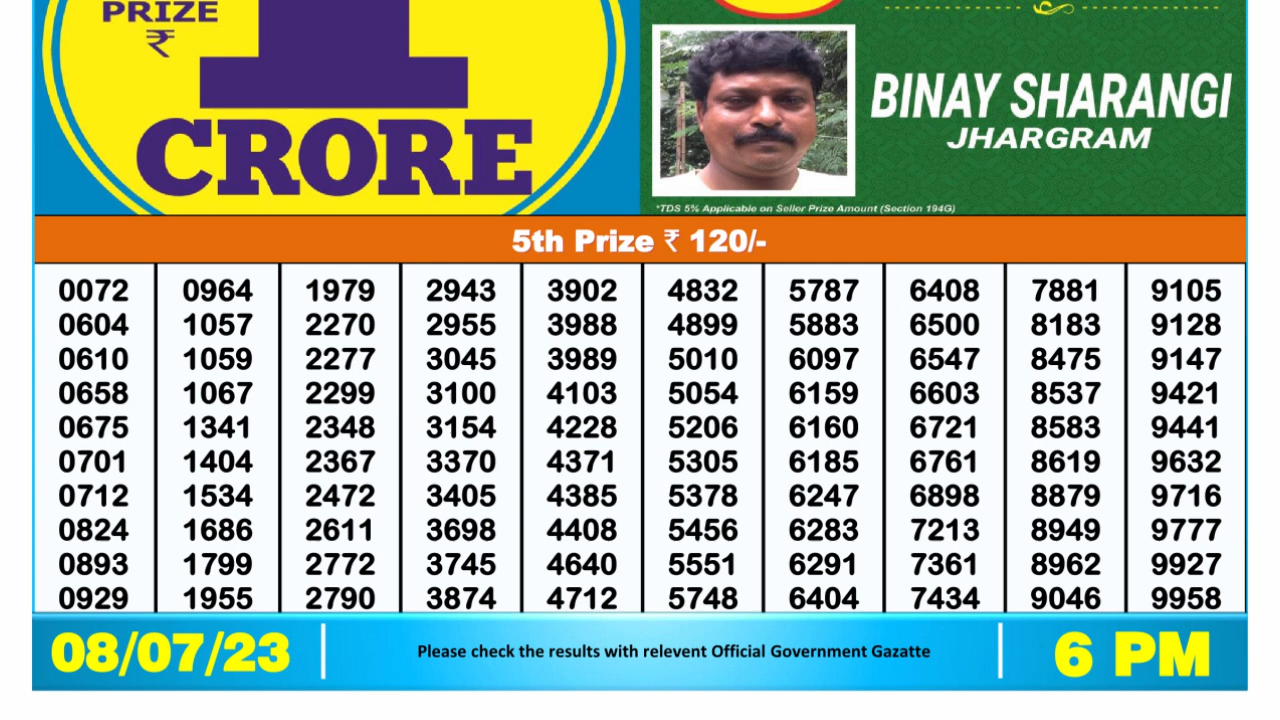 PRIZE
₹
1
CRORE
BINAY SHARANGI
JHARGRAM
*TDS 5% Applicable on Seller Prize Amount (Section 194G)
5th Prize ₹ 120/-
0072 0964 1979 2943 3902 4832 5787 6408 7881 9105
0604 1057 2270 2955 3988 4899 5883 6500 8183 9128
0610 1059 2277 3045 3989 5010 6097 6547 8475 9147
0658 1067 2299 3100 4103 5054 6159 6603 8537 9421
0675 1341 2348 3154 4228 5206 6160 6721 8583 9441
0701 1404 2367 3370 4371 5305 6185 6761 8619 9632
0712 1534 2472 3405 4385 5378 6247 6898 8879 9716
0824 1686 2611 3698 4408 5456 6283 7213 8949 9777
0893 1799 2772 3745 4640 5551 6291 7361 8962 9927
0929 1955 2790 3874 4712 5748 6404 7434 9046 9958
08/07/23
Please check the results with relevent Official Government Gazatte
6 PM